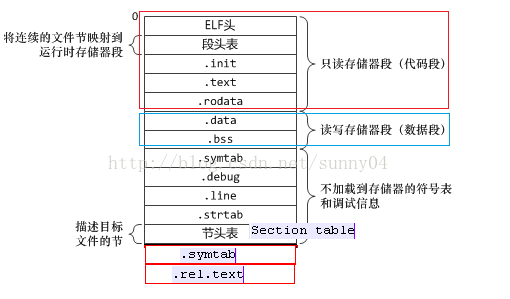 0
ELF头
将连续的文件节映射到
运行时存储器段
段头表
.init
只读存储器段（代码段）
.text
.rodata
.data
读写存储器段（数据段）
.bss
.symtab
http://blog.csdn.net/sunny04
.debug
不加载到存储器的符号表
和调试信息
.line
.strtab
描述目标
文件的节
节头表
Section table
.symtab
.rel.text